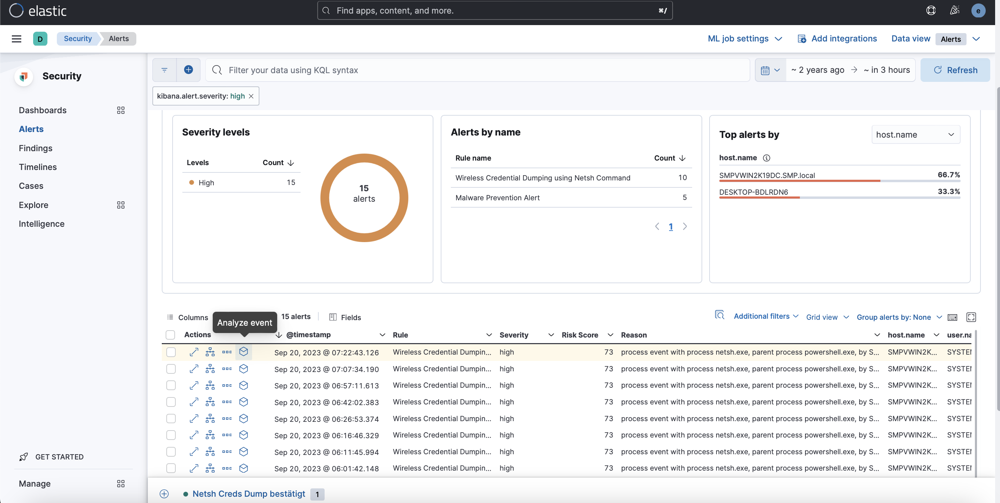 elastic
Find apps, content, and more.
⌘/
e
D
Security
Alerts
ML job settings
Add integrations
Data view
Alerts
Security
Dashboards
Alerts
Findings
Timelines
Cases
Explore
Intelligence
GET STARTED
Manage
Filter your data using KQL syntax
~ 2 years ago → ~ in 3 hours
Refresh
kibana.alert.severity: high ×
Severity levels
Levels Count ↓
High 15
15
alerts
Alerts by name
Rule name Count ↓
Wireless Credential Dumping using Netsh Command 10
Malware Prevention Alert 5
1
Top alerts by
host.name
host.name
SMPVWIN2K19DC.SMP.local 66.7%
DESKTOP-BDLRDN6 33.3%
Columns
Analyze event
15 alerts
Fields
Additional filters
Grid view
Group alerts by: None
Actions ↓ @timestamp Rule Severity Risk Score Reason host.name user.na
Sep 20, 2023 @ 07:22:43.126 Wireless Credential Dumpin... high 73 process event with process netsh.exe, parent process powershell.exe, by S... SMPVWIN2K... SYSTEM
Sep 20, 2023 @ 07:07:34.190 Wireless Credential Dumpin... high 73 process event with process netsh.exe, parent process powershell.exe, by S... SMPVWIN2K... SYSTEM
Sep 20, 2023 @ 06:57:11.613 Wireless Credential Dumpin... high 73 process event with process netsh.exe, parent process powershell.exe, by S... SMPVWIN2K... SYSTEM
Sep 20, 2023 @ 06:42:02.383 Wireless Credential Dumpin... high 73 process event with process netsh.exe, parent process powershell.exe, by S... SMPVWIN2K... SYSTEM
Sep 20, 2023 @ 06:26:53.374 Wireless Credential Dumpin... high 73 process event with process netsh.exe, parent process powershell.exe, by S... SMPVWIN2K... SYSTEM
Sep 20, 2023 @ 06:16:46.329 Wireless Credential Dumpin... high 73 process event with process netsh.exe, parent process powershell.exe, by S... SMPVWIN2K... SYSTEM
Sep 20, 2023 @ 06:11:45.994 Wireless Credential Dumpin... high 73 process event with process netsh.exe, parent process powershell.exe, by S... SMPVWIN2K... SYSTEM
Sep 20, 2023 @ 06:01:42.148 Wireless Credential Dumpin... high 73 process event with process netsh.exe, parent process powershell.exe, by S... SMPVWIN2K... SYSTEM
Netsh Creds Dump bestätigt 1